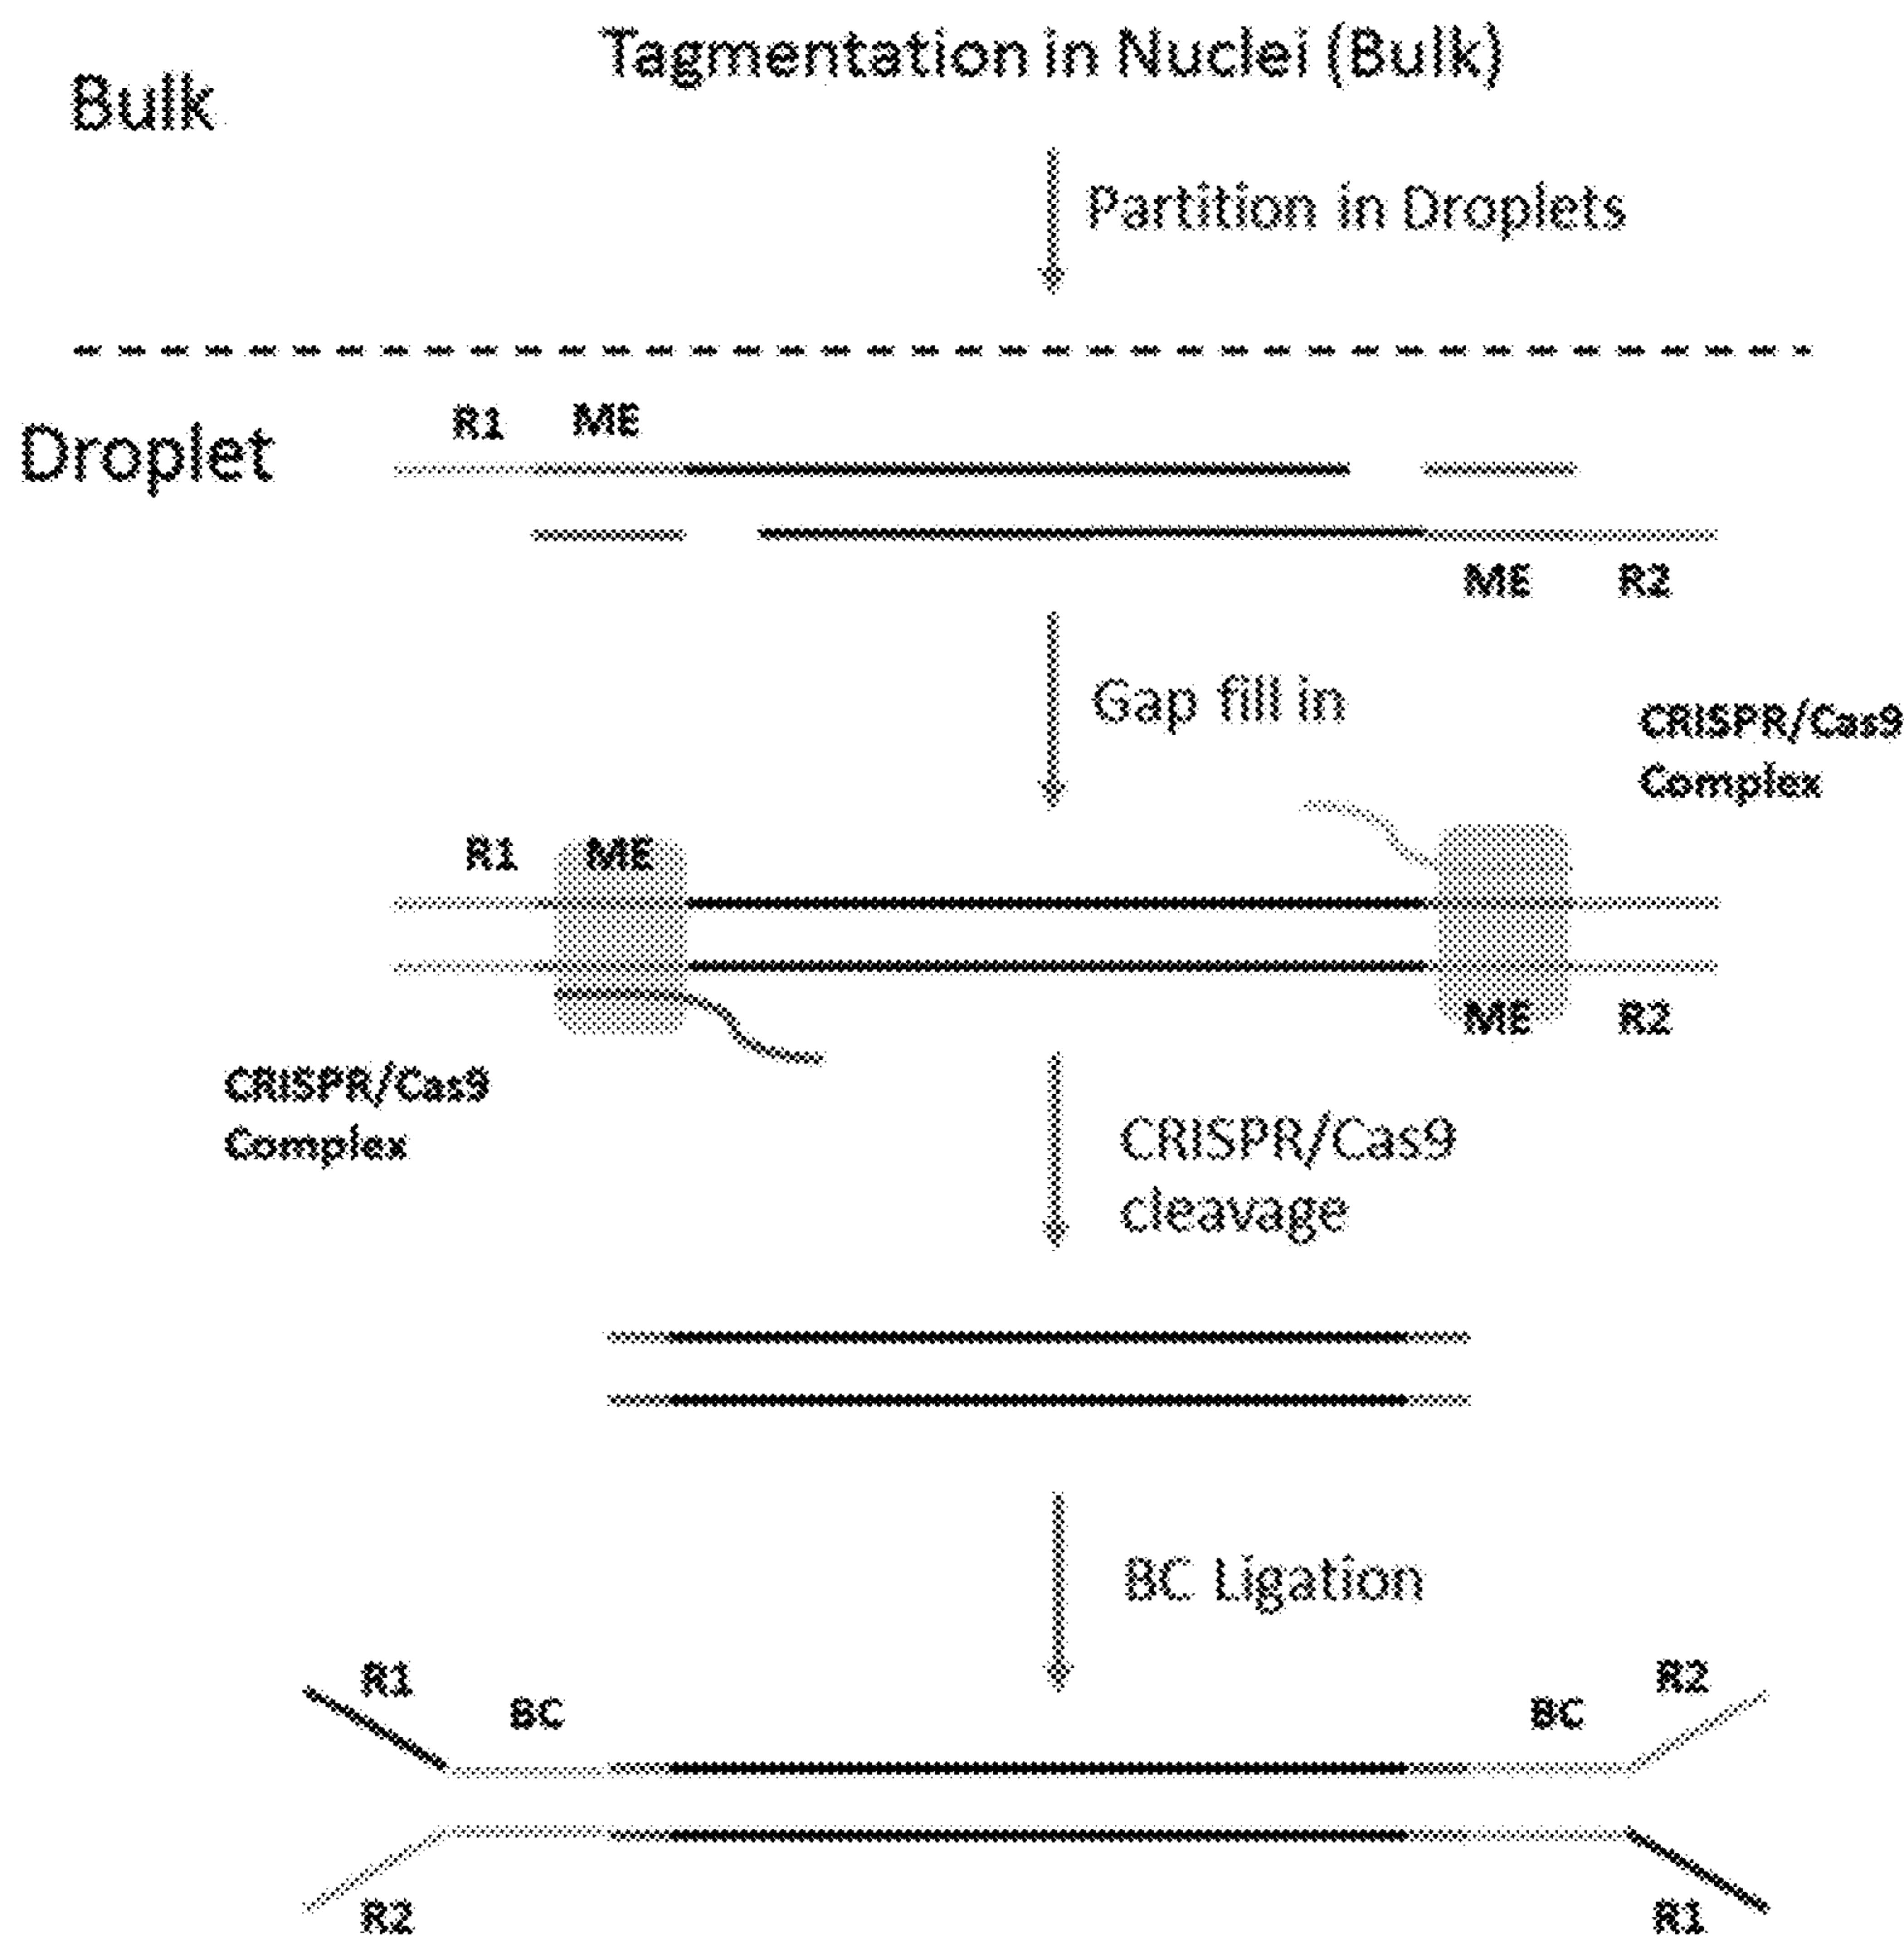 Tagmentation in Nuclei (Bulk)
Bulk
Partition in Droplets
Droplet
R1 ME
ME R2
Gap fill in
CRISPR/Cas9
Complex
R1 ME
ME R2
CRISPR/Cas9
Complex
CRISPR/Cas9
cleavage
BC Ligation
R1 BC
BC R2
R2
R1